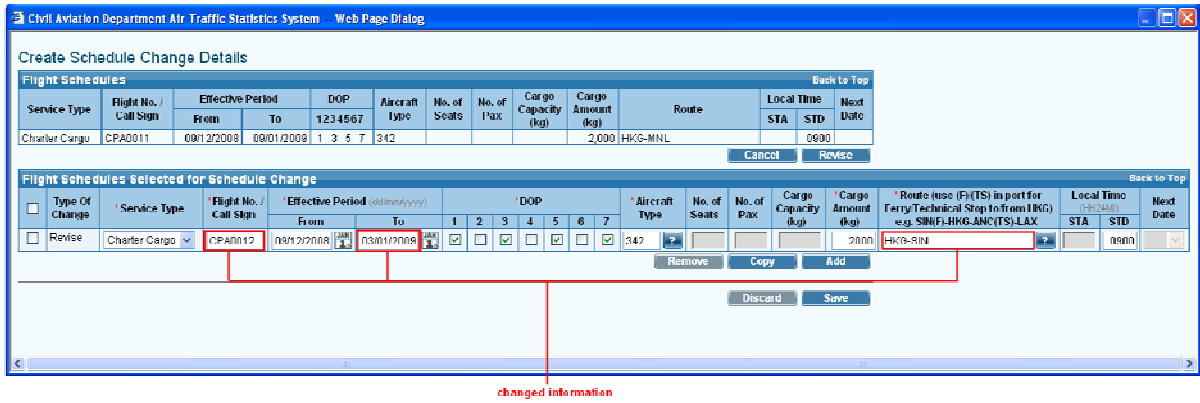 Civil Aviation Department Air Traffic Statistics System -- Web Page Dialog
Create Schedule Change Details
Flight Schedules Back to Top
Service Type Flight No. / Call Sign Effective Period DOP Aircraft Type No. of Seats No. of Pax Cargo Capacity (kg) Cargo Amount (kg) Route Local Time Next Date
From To 1234567 STA STD
Charter Cargo CPA0011 09/12/2008 09/01/2009 1 3 5 7 342 2,000 HKG-MNL 0900
Cancel Revise
Flight Schedules Selected for Schedule Change Back to Top
Type Of Change *Service Type *Flight No. / Call Sign *Effective Period (dd/mm/yyyy) *DOP *Aircraft Type No. of Seats No. of Pax Cargo Capacity (kg) *Cargo Amount (kg) *Route (use (F)/(TS) in port for Ferry/Technical Stop to/from HKG) e.g. SIN(F)-HKG-ANC(TS)-LAX Local Time (HH24MI) Next Date
From To 1 2 3 4 5 6 7 STA STD
Revise Charter Cargo CPA0012 09/12/2008 JAN 1 03/01/2009 JAN 1 342 ? 2000 HKG-SIN ? 0900
Remove Copy Add
Discard Save
changed information